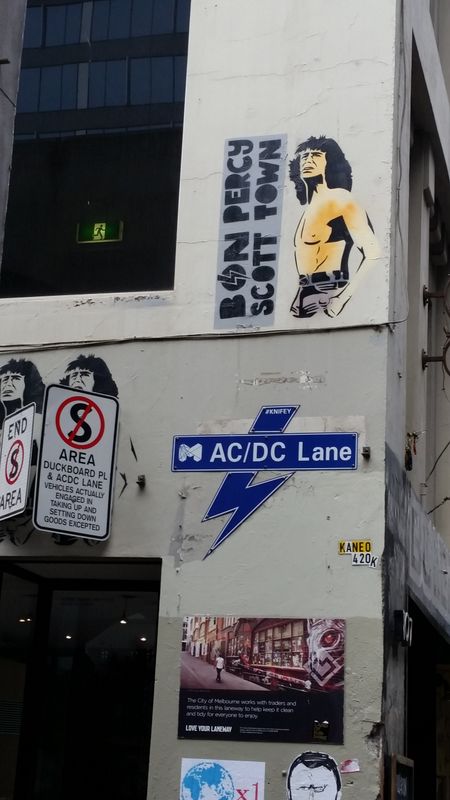 BON PERCY
SCOTT TOWN
#KNIFEY
AC/DC Lane
END
S
AREA
S
AREA
DUCKBOARD PL
& ACDC LANE
VEHICLES ACTUALLY
ENGAGED IN
TAKING UP AND
SETTING DOWN
GOODS EXCEPTED
KANEO
420K
The City of Melbourne works with traders and
residents in this laneway to help keep it clean
and tidy for everyone to enjoy.
LOVE YOUR LANEWAY
x1